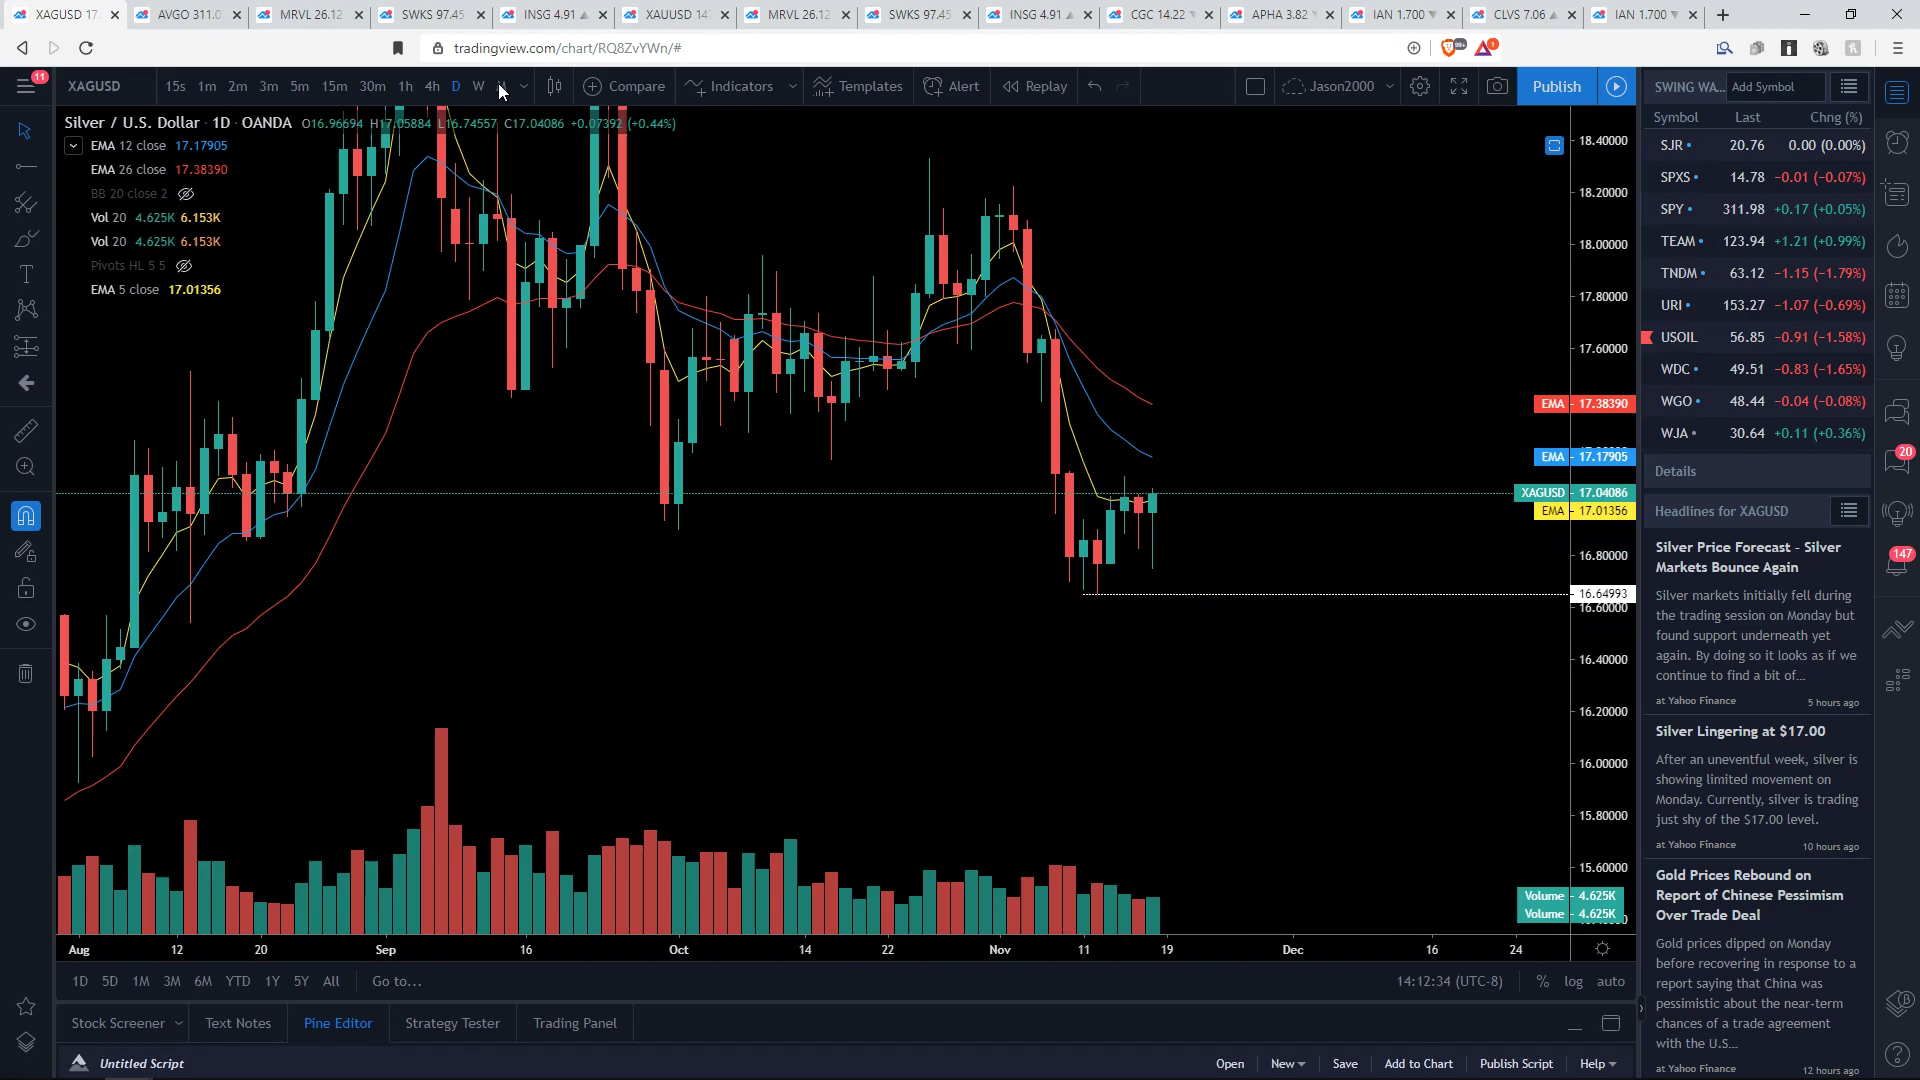 XAGUSD 17.
AVGO 311.0
MRVL 26.12
SWKS 97.45
INSG 4.91 ▲
XAUUSD 147
MRVL 26.12
SWKS 97.45
INSG 4.91 ▲
CGC 14.22 ▼
APHA 3.82 ▼
IAN 1.700 ▼
CLVS 7.06 ▲
IAN 1.700 ▼
tradingview.com/chart/RQ8ZvYWn/#
99+
1
11
XAGUSD 15s 1m 2m 3m 5m 15m 30m 1h 4h D W Compare Indicators Templates Alert Replay Jason2000 Publish
Silver / U.S. Dollar · 1D · OANDA O16.96694 H17.05884 L16.74557 C17.04086 +0.07392 (+0.44%)
EMA 12 close 17.17905
EMA 26 close 17.38390
BB 20 close 2
Vol 20 4.625K 6.153K
Vol 20 4.625K 6.153K
Pivots HL 5 5
EMA 5 close 17.01356
18.40000
18.20000
18.00000
17.80000
17.60000
EMA 17.38390
EMA 17.17905
XAGUSD 17.04086
EMA 17.01356
16.80000
16.64993
16.60000
16.40000
16.20000
16.00000
15.80000
15.60000
Volume 4.625K
Volume 4.625K
Aug 12 20 Sep 16 Oct 14 22 Nov 11 19 Dec 16 24
1D 5D 1M 3M 6M YTD 1Y 5Y All Go to... 14:12:34 (UTC-8) % log auto
Stock Screener Text Notes Pine Editor Strategy Tester Trading Panel
Untitled Script Open New Save Add to Chart Publish Script Help
SWING WA... Add Symbol
Symbol Last Chng (%)
SJR 20.76 0.00 (0.00%)
SPXS 14.78 −0.01 (−0.07%)
SPY 311.98 +0.17 (+0.05%)
TEAM 123.94 +1.21 (+0.99%)
TNDM 63.12 −1.15 (−1.79%)
URI 153.27 −1.07 (−0.69%)
USOIL 56.85 −0.91 (−1.58%)
WDC 49.51 −0.83 (−1.65%)
WGO 48.44 −0.04 (−0.08%)
WJA 30.64 +0.11 (+0.36%)
Details
Headlines for XAGUSD
Silver Price Forecast – Silver
Markets Bounce Again
Silver markets initially fell during
the trading session on Monday but
found support underneath yet
again. By doing so it looks as if we
continue to find a bit of...
at Yahoo Finance 5 hours ago
Silver Lingering at $17.00
After an uneventful week, silver is
showing limited movement on
Monday. Currently, silver is trading
just shy of the $17.00 level.
at Yahoo Finance 10 hours ago
Gold Prices Rebound on
Report of Chinese Pessimism
Over Trade Deal
Gold prices dipped on Monday
before recovering in response to a
report saying that China was
pessimistic about the near-term
chances of a trade agreement
with the U.S...
at Yahoo Finance 12 hours ago
20
147